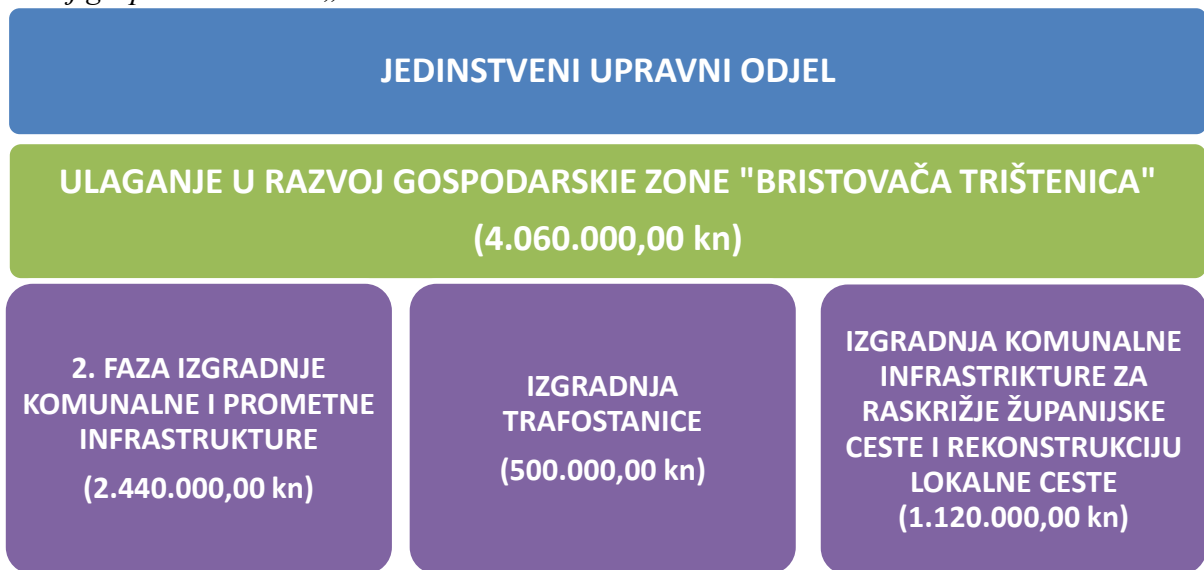 JEDINSTVENI UPRAVNI ODJEL
ULAGANJE U RAZVOJ GOSPODARSKIE ZONE "BRISTOVAČA TRIŠTENICA"
(4.060.000,00 kn)
2. FAZA IZGRADNJE
KOMUNALNE I PROMETNE
INFRASTRUKTURE
(2.440.000,00 kn)
IZGRADNJA
TRAFOSTANICE
(500.000,00 kn)
IZGRADNJA KOMUNALNE
INFRASTRIKTURE ZA
RASKRIŽJE ŽUPANIJSKE
CESTE I REKONSTRUKCIJU
LOKALNE CESTE
(1.120.000,00 kn)